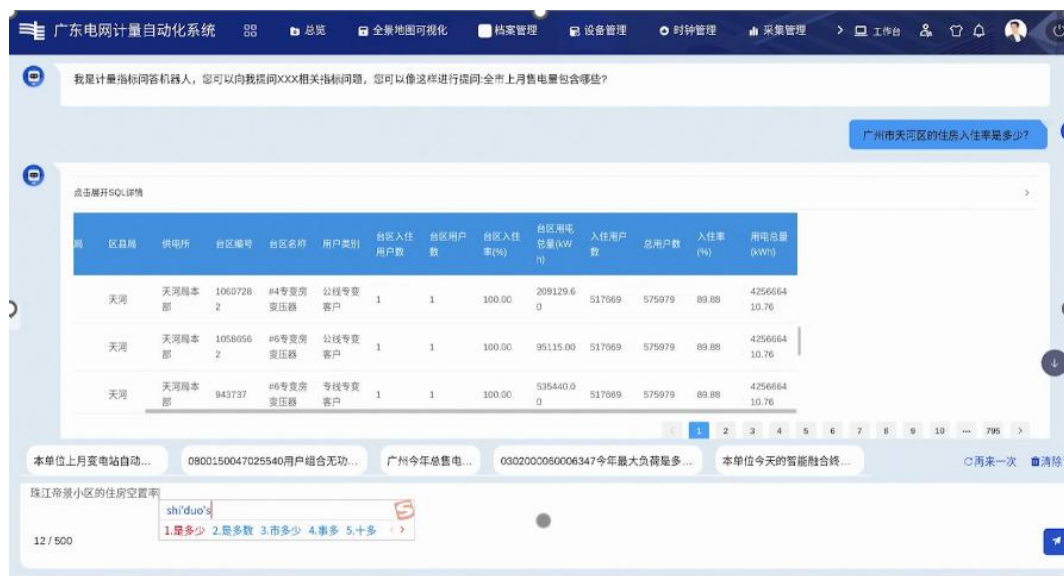 广东电网计量自动化系统 总览 全景地图可视化 档案管理 设备管理 时钟管理 采集管理 > 工作台
我是计量指标问答机器人，您可以向我提问XXX相关指标问题，您可以像这样进行提问:全市上月售电量包含哪些?
广州市天河区的住房入住率是多少?
点击展开SQL详情 >
局 区县局 供电所 台区编号 台区名称 用户类别 台区入住用户数 台区用户数 台区入住率(%) 台区用电总量(kWh) 入住用户数 总用户数 入住率(%) 用电总量(kWh)
天河 天河局本部 10607282 #4专变房变压器 公线专变客户 1 1 100.00 209129.60 517669 575979 89.88 425666410.76
天河 天河局本部 10586562 #6专变房变压器 公线专变客户 1 1 100.00 95115.00 517669 575979 89.88 425666410.76
天河 天河局本部 943737 #6专变房变压器 专线专变客户 1 1 100.00 535440.00 517669 575979 89.88 425666410.76
< 1 2 3 4 5 6 7 8 9 10 ... 795 >
本单位上月变电站自动... 0800150047025540用户组合无功... 广州今年总售电... 0302000060006347今年最大负荷是多... 本单位今天的智能融合终... 再来一次 清除
珠江帝景小区的住房空置率
shi'duo's
1.是多少 2.是多数 3.市多少 4.事多 5.十多
12 / 500